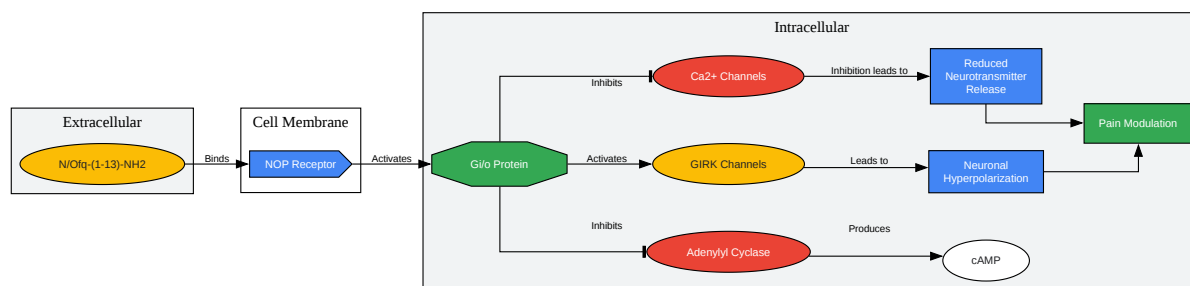 Intracellular
Ca2+ Channels
Inhibition leads to
Reduced
Neurotransmitter
Release
Inhibits
Extracellular
Cell Membrane
Pain Modulation
N/Ofq-(1-13)-NH2
Binds
NOP Receptor
Activates
Gi/o Protein
Activates
GIRK Channels
Leads to
Neuronal
Hyperpolarization
Inhibits
Adenylyl Cyclase
Produces
cAMP